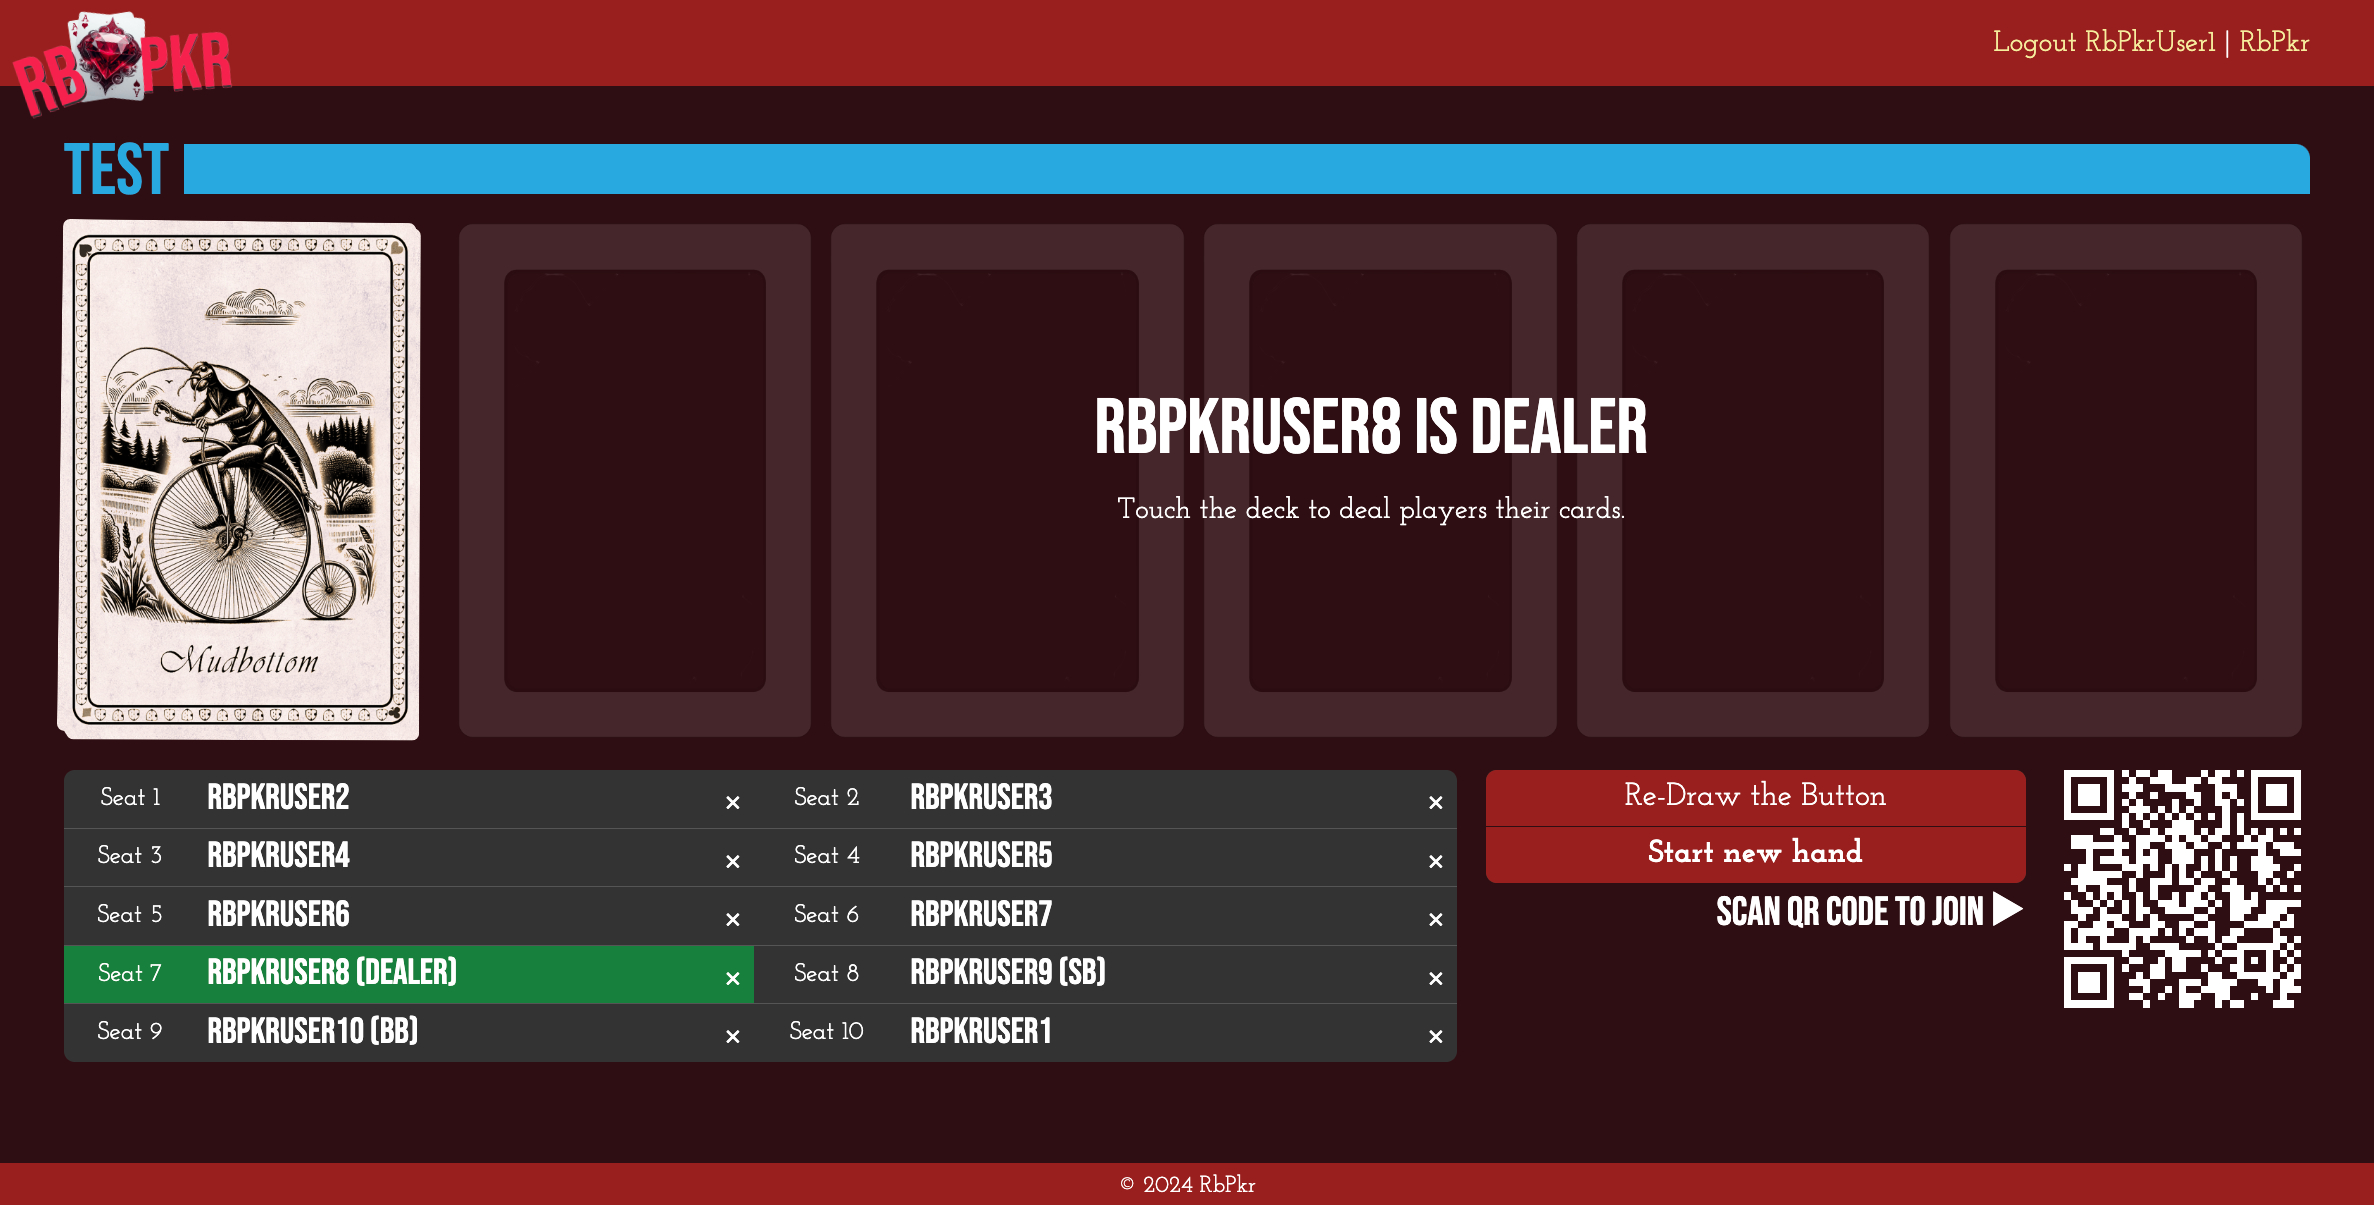 RB PKR
Logout RbPkrUser1 | RbPkr
TEST
Mudbottom
RBPKRUSER8 IS DEALER
Touch the deck to deal players their cards.
Seat 1 RBPKRUSER2 ×
Seat 2 RBPKRUSER3 ×
Seat 3 RBPKRUSER4 ×
Seat 4 RBPKRUSER5 ×
Seat 5 RBPKRUSER6 ×
Seat 6 RBPKRUSER7 ×
Seat 7 RBPKRUSER8 (DEALER) ×
Seat 8 RBPKRUSER9 (SB) ×
Seat 9 RBPKRUSER10 (BB) ×
Seat 10 RBPKRUSER1 ×
Re-Draw the Button
Start new hand
SCAN QR CODE TO JOIN
© 2024 RbPkr